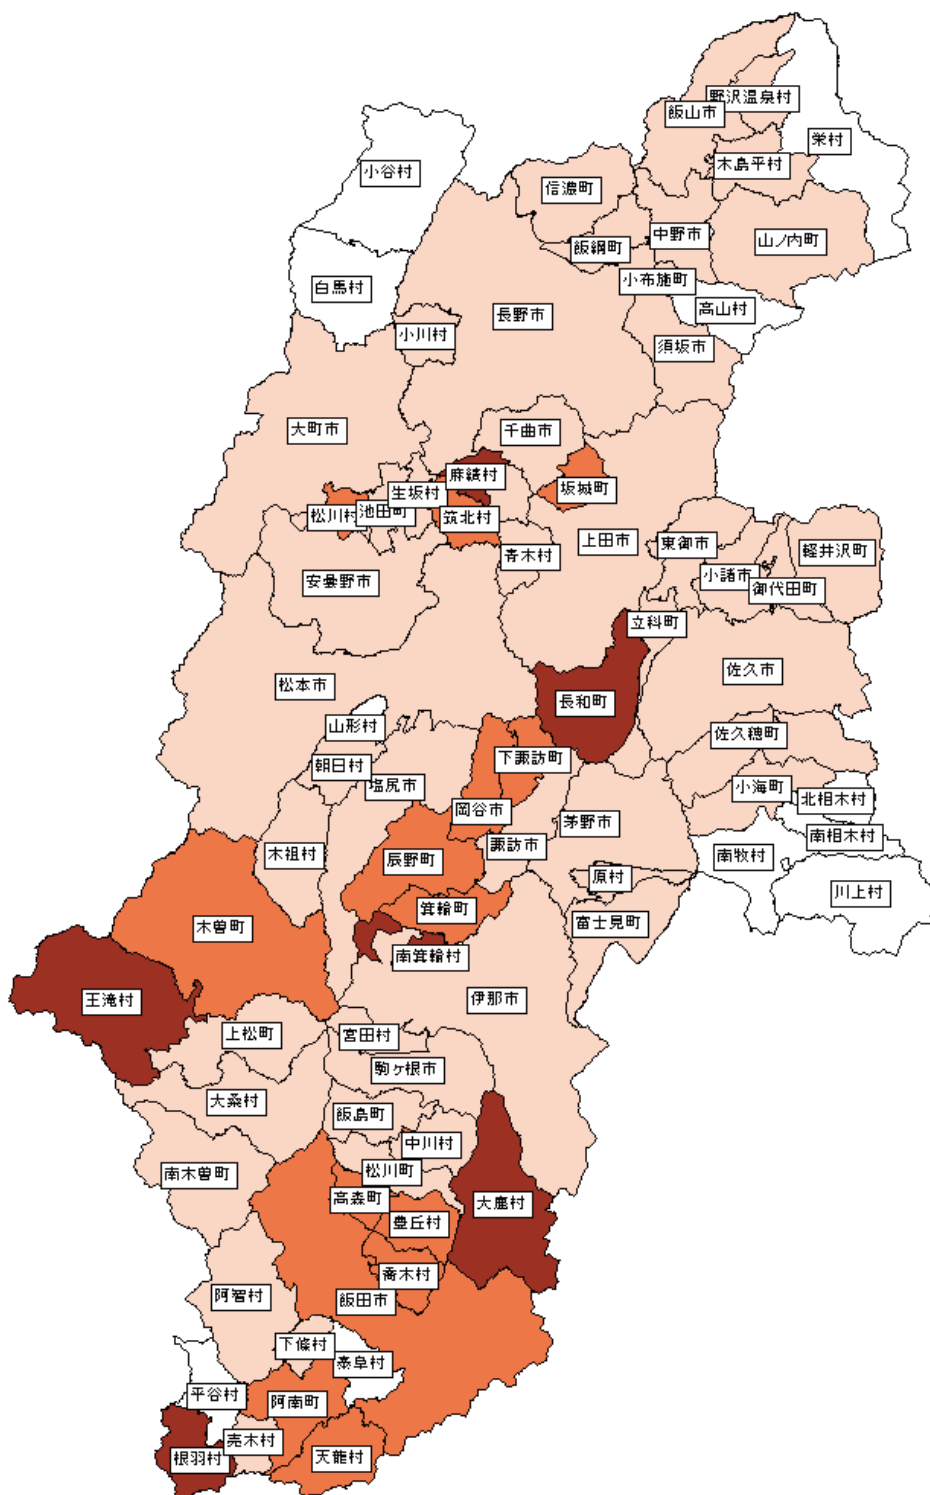 野沢温泉村
飯山市
栄村
木島平村
小谷村
信濃町
中野市
山ノ内町
飯綱町
小布施町
白馬村
高山村
長野市
小川村
須坂市
大町市
千曲市
麻績村
坂城町
生坂村
松川村
池田町
筑北村
青木村
上田市
東御市
軽井沢町
小諸市
御代田町
安曇野市
立科町
佐久市
松本市
長和町
山形村
佐久穂町
下諏訪町
朝日村
塩尻市
小海町
北相木村
岡谷市
茅野市
南相木村
諏訪市
木祖村
南牧村
辰野町
原村
川上村
箕輪町
木曽町
富士見町
南箕輪村
王滝村
伊那市
上松町
宮田村
駒ヶ根市
大桑村
飯島町
中川村
南木曽町
松川町
高森町
大鹿村
豊丘村
喬木村
阿智村
飯田市
下條村
泰阜村
平谷村
阿南町
売木村
根羽村
天龍村